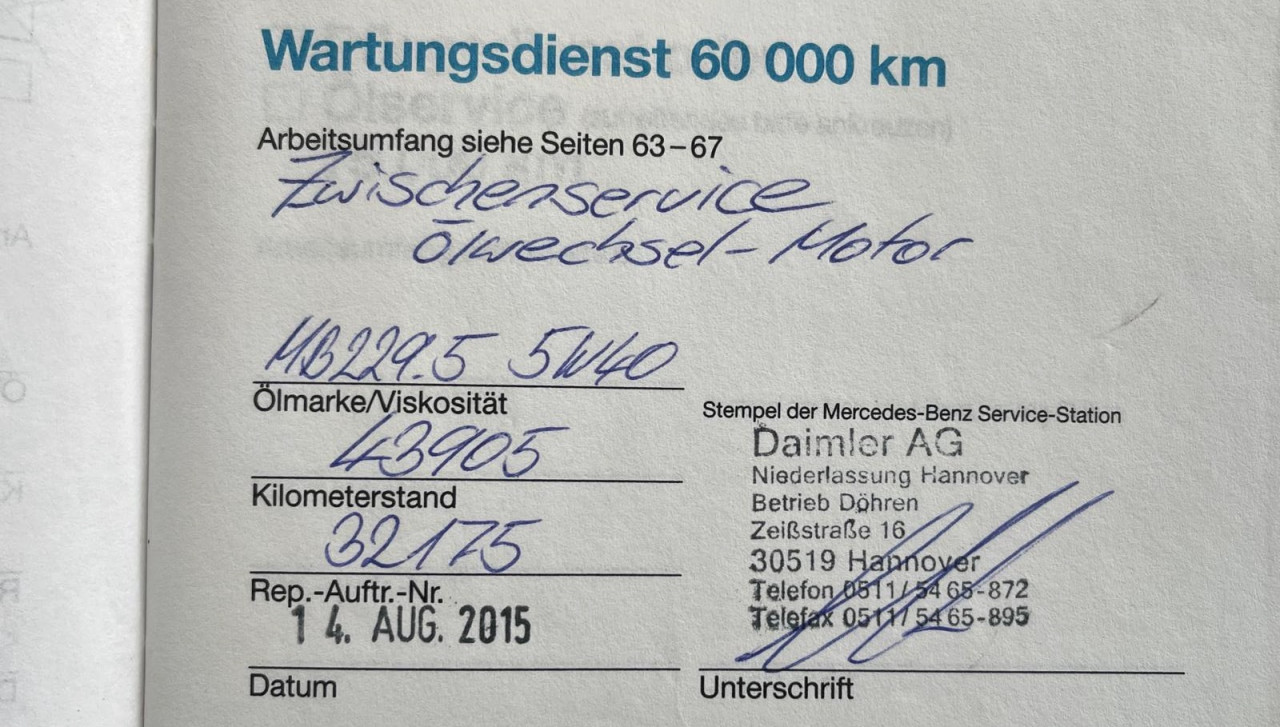 Wartungsdienst 60 000 km
Arbeitsumfang siehe Seiten 63–67
Zwischenservice
Ölwechsel-Motor
MB229.5 5W40
Ölmarke/Viskosität
43905
Kilometerstand
32175
Rep.-Auftr.-Nr.
14. AUG. 2015
Datum
Stempel der Mercedes-Benz Service-Station
Daimler AG
Niederlassung Hannover
Betrieb Döhren
Zeißstraße 16
30519 Hannover
Telefon 0511/5465-872
Telefax 0511/5465-895
Unterschrift